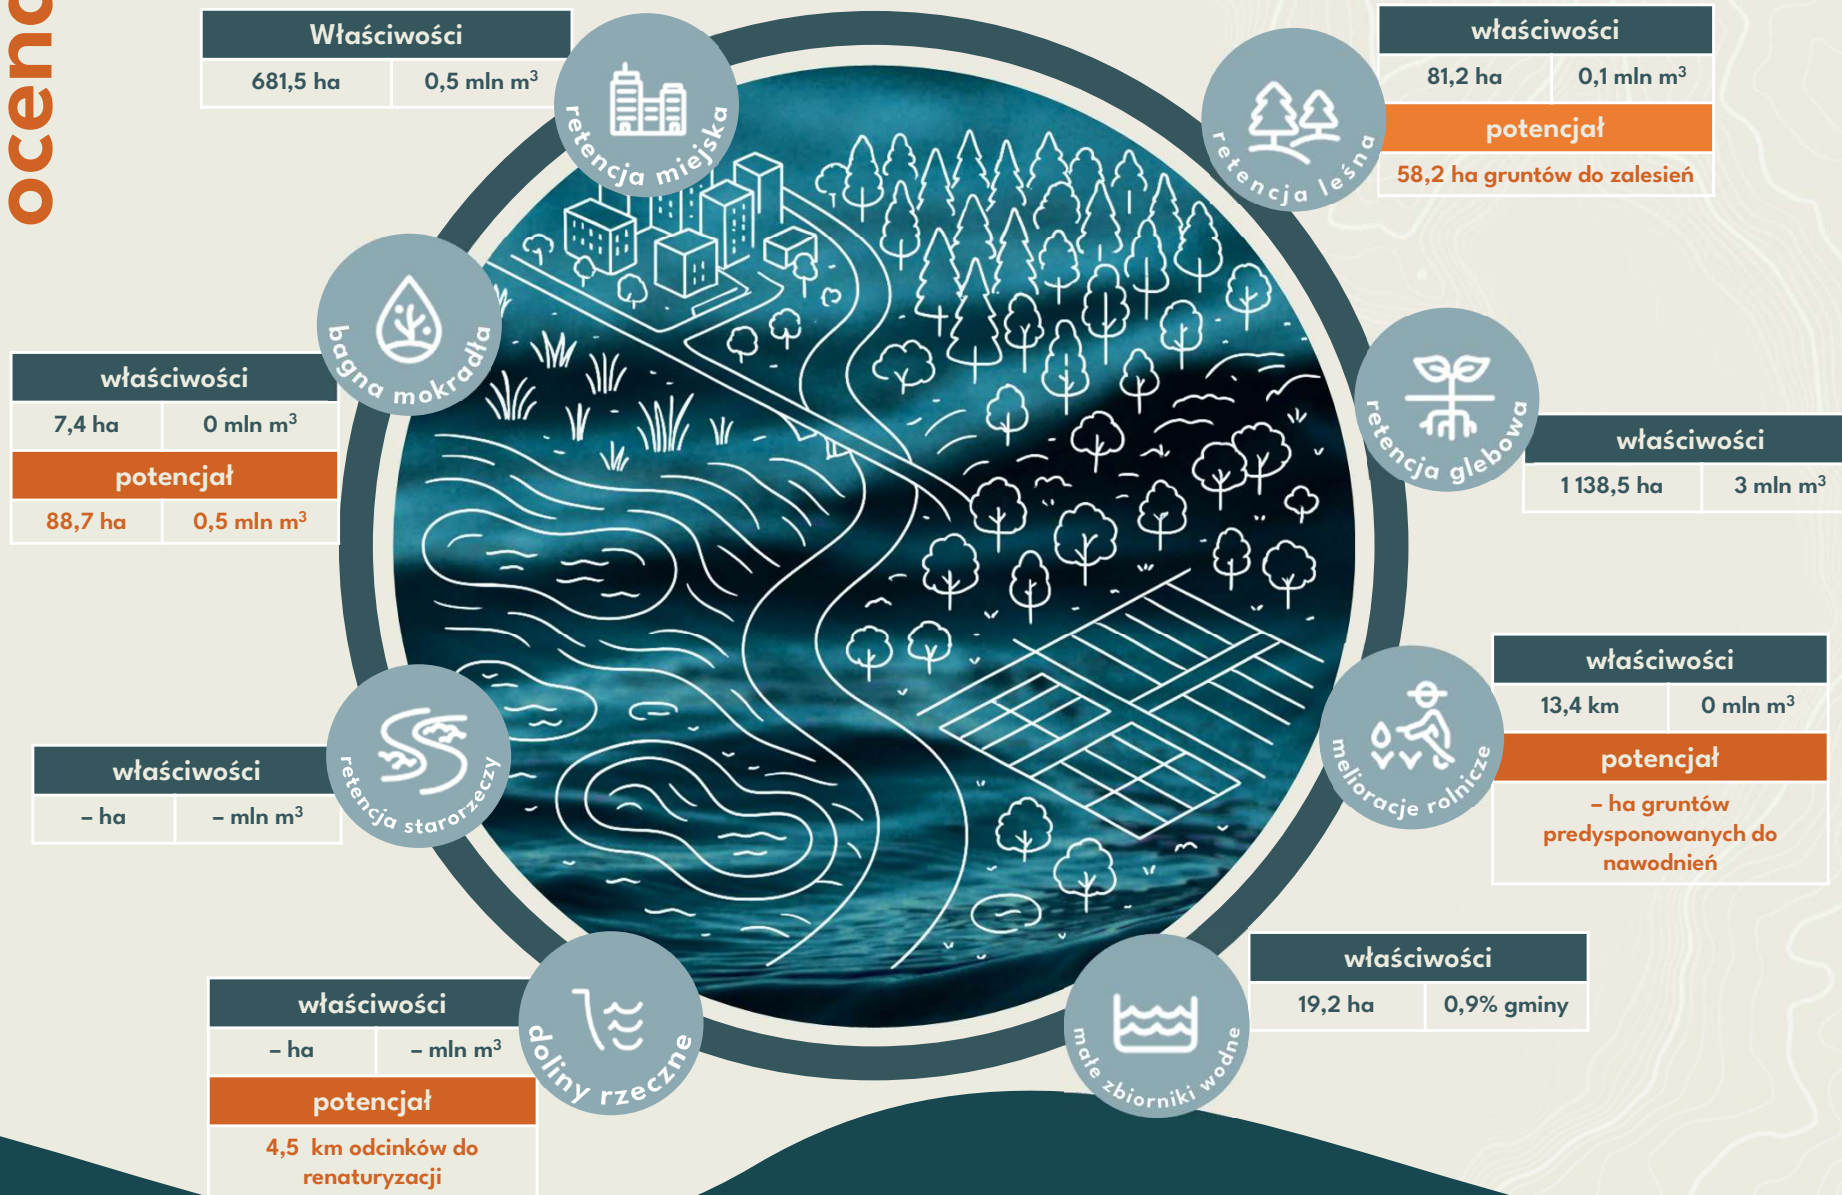 ocena
Właściwości
681,5 ha 0,5 mln m³
retencja miejska
właściwości
81,2 ha 0,1 mln m³
potencjał
58,2 ha gruntów do zalesień
retencja leśna
bagna mokradła
właściwości
7,4 ha 0 mln m³
potencjał
88,7 ha 0,5 mln m³
retencja glebowa
właściwości
1 138,5 ha 3 mln m³
właściwości
13,4 km 0 mln m³
potencjał
– ha gruntów
predysponowanych do
nawodnień
melioracje rolnicze
właściwości
– ha – mln m³
retencja starorzeczy
właściwości
19,2 ha 0,9% gminy
małe zbiorniki wodne
właściwości
– ha – mln m³
potencjał
4,5 km odcinków do
renaturyzacji
doliny rzeczne